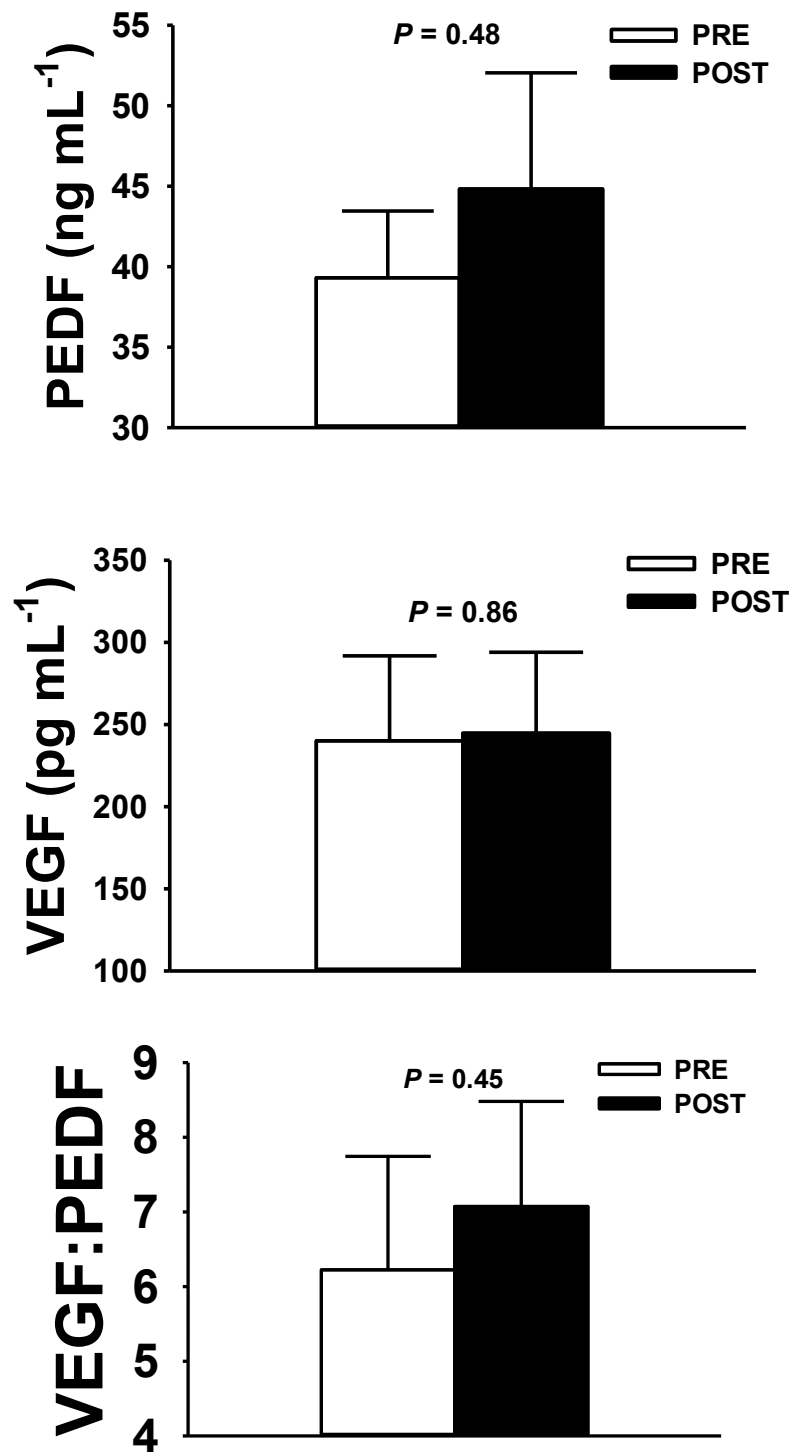 55
P = 0.48
PRE
POST
50
45
40
35
30
PEDF (ng mL⁻¹)
350
PRE
POST
P = 0.86
300
250
200
150
100
VEGF (pg mL⁻¹)
9
P = 0.45
PRE
POST
8
7
6
5
4
VEGF:PEDF